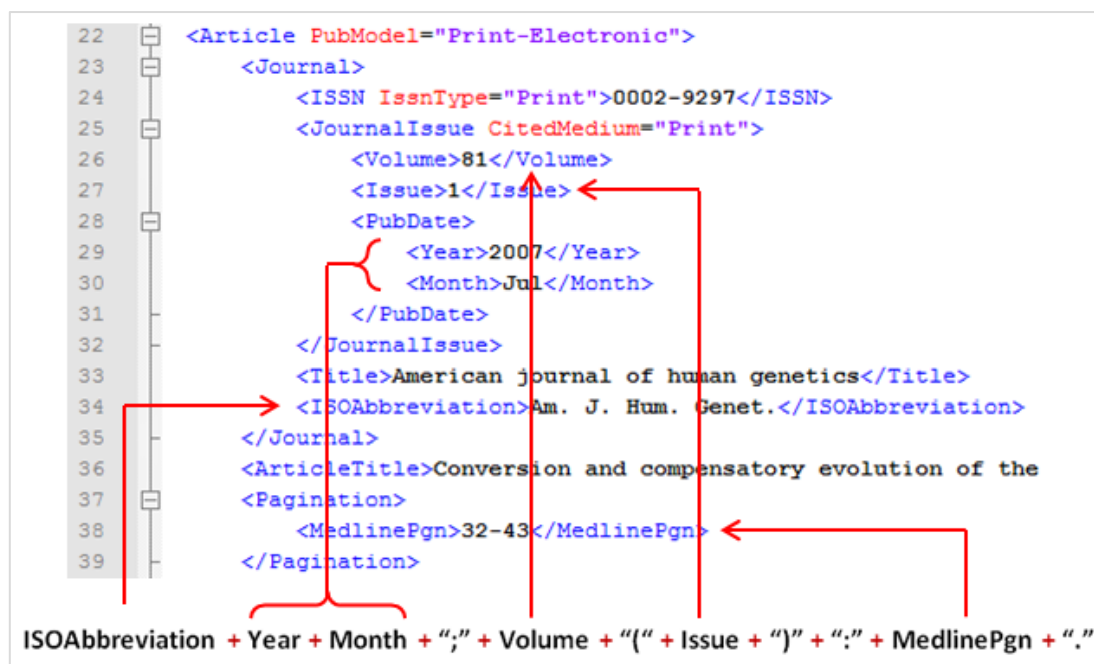 22 <Article PubModel="Print-Electronic">
23 <Journal>
24 <ISSN IssnType="Print">0002-9297</ISSN>
25 <JournalIssue CitedMedium="Print">
26 <Volume>81</Volume>
27 <Issue>1</Issue>
28 <PubDate>
29 <Year>2007</Year>
30 <Month>Jul</Month>
31 </PubDate>
32 </JournalIssue>
33 <Title>American journal of human genetics</Title>
34 <ISOAbbreviation>Am. J. Hum. Genet.</ISOAbbreviation>
35 </Journal>
36 <ArticleTitle>Conversion and compensatory evolution of the
37 <Pagination>
38 <MedlinePgn>32-43</MedlinePgn>
39 </Pagination>
ISOAbbreviation + Year + Month + “;” + Volume + “(“ + Issue + “)” + “:” + MedlinePgn + “.”